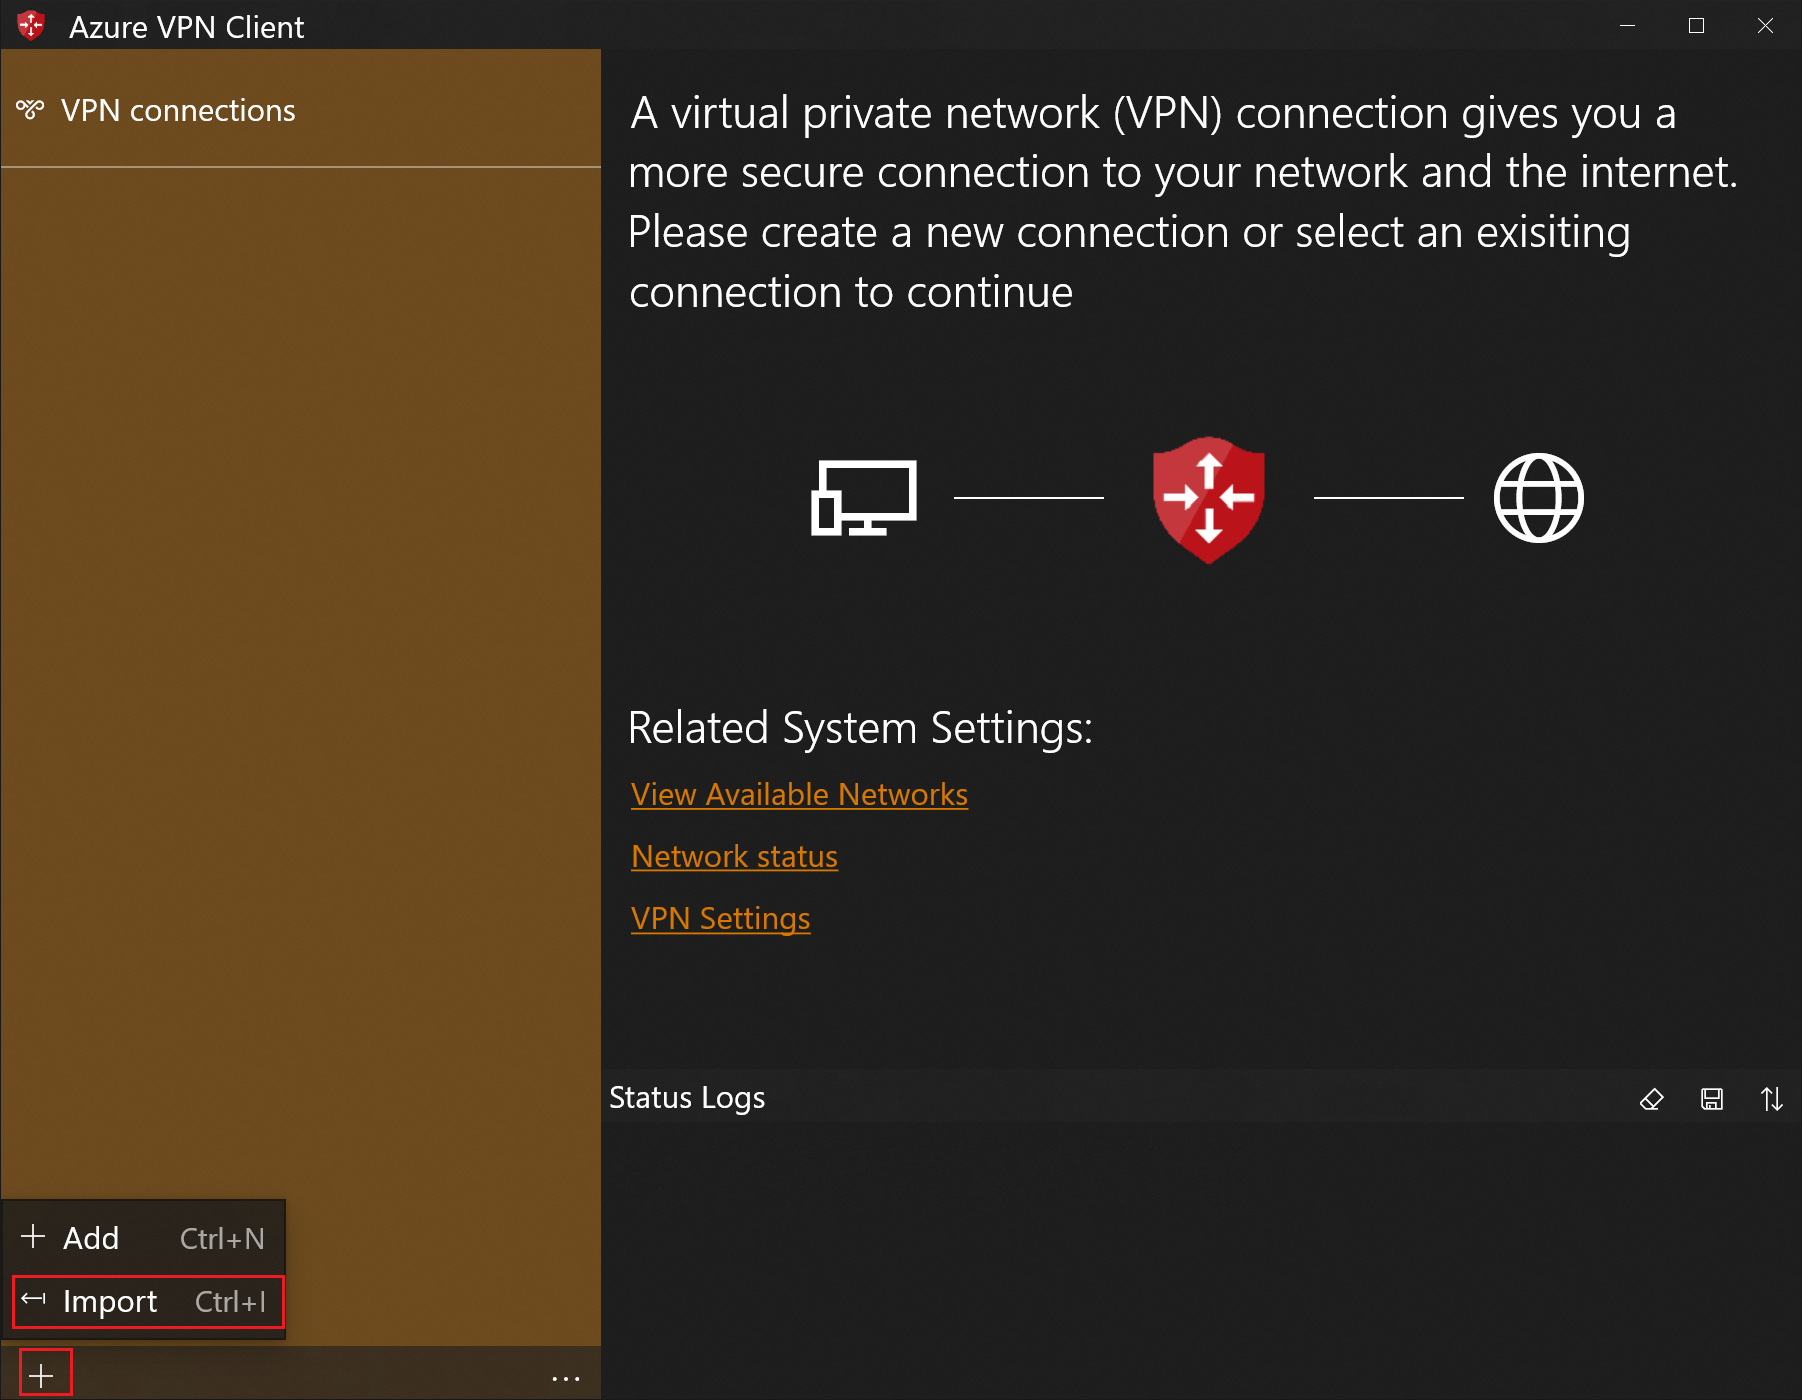 Azure VPN Client
VPN connections
A virtual private network (VPN) connection gives you a
more secure connection to your network and the internet.
Please create a new connection or select an exisiting
connection to continue
Related System Settings:
View Available Networks
Network status
VPN Settings
Status Logs
Add Ctrl+N
Import Ctrl+I